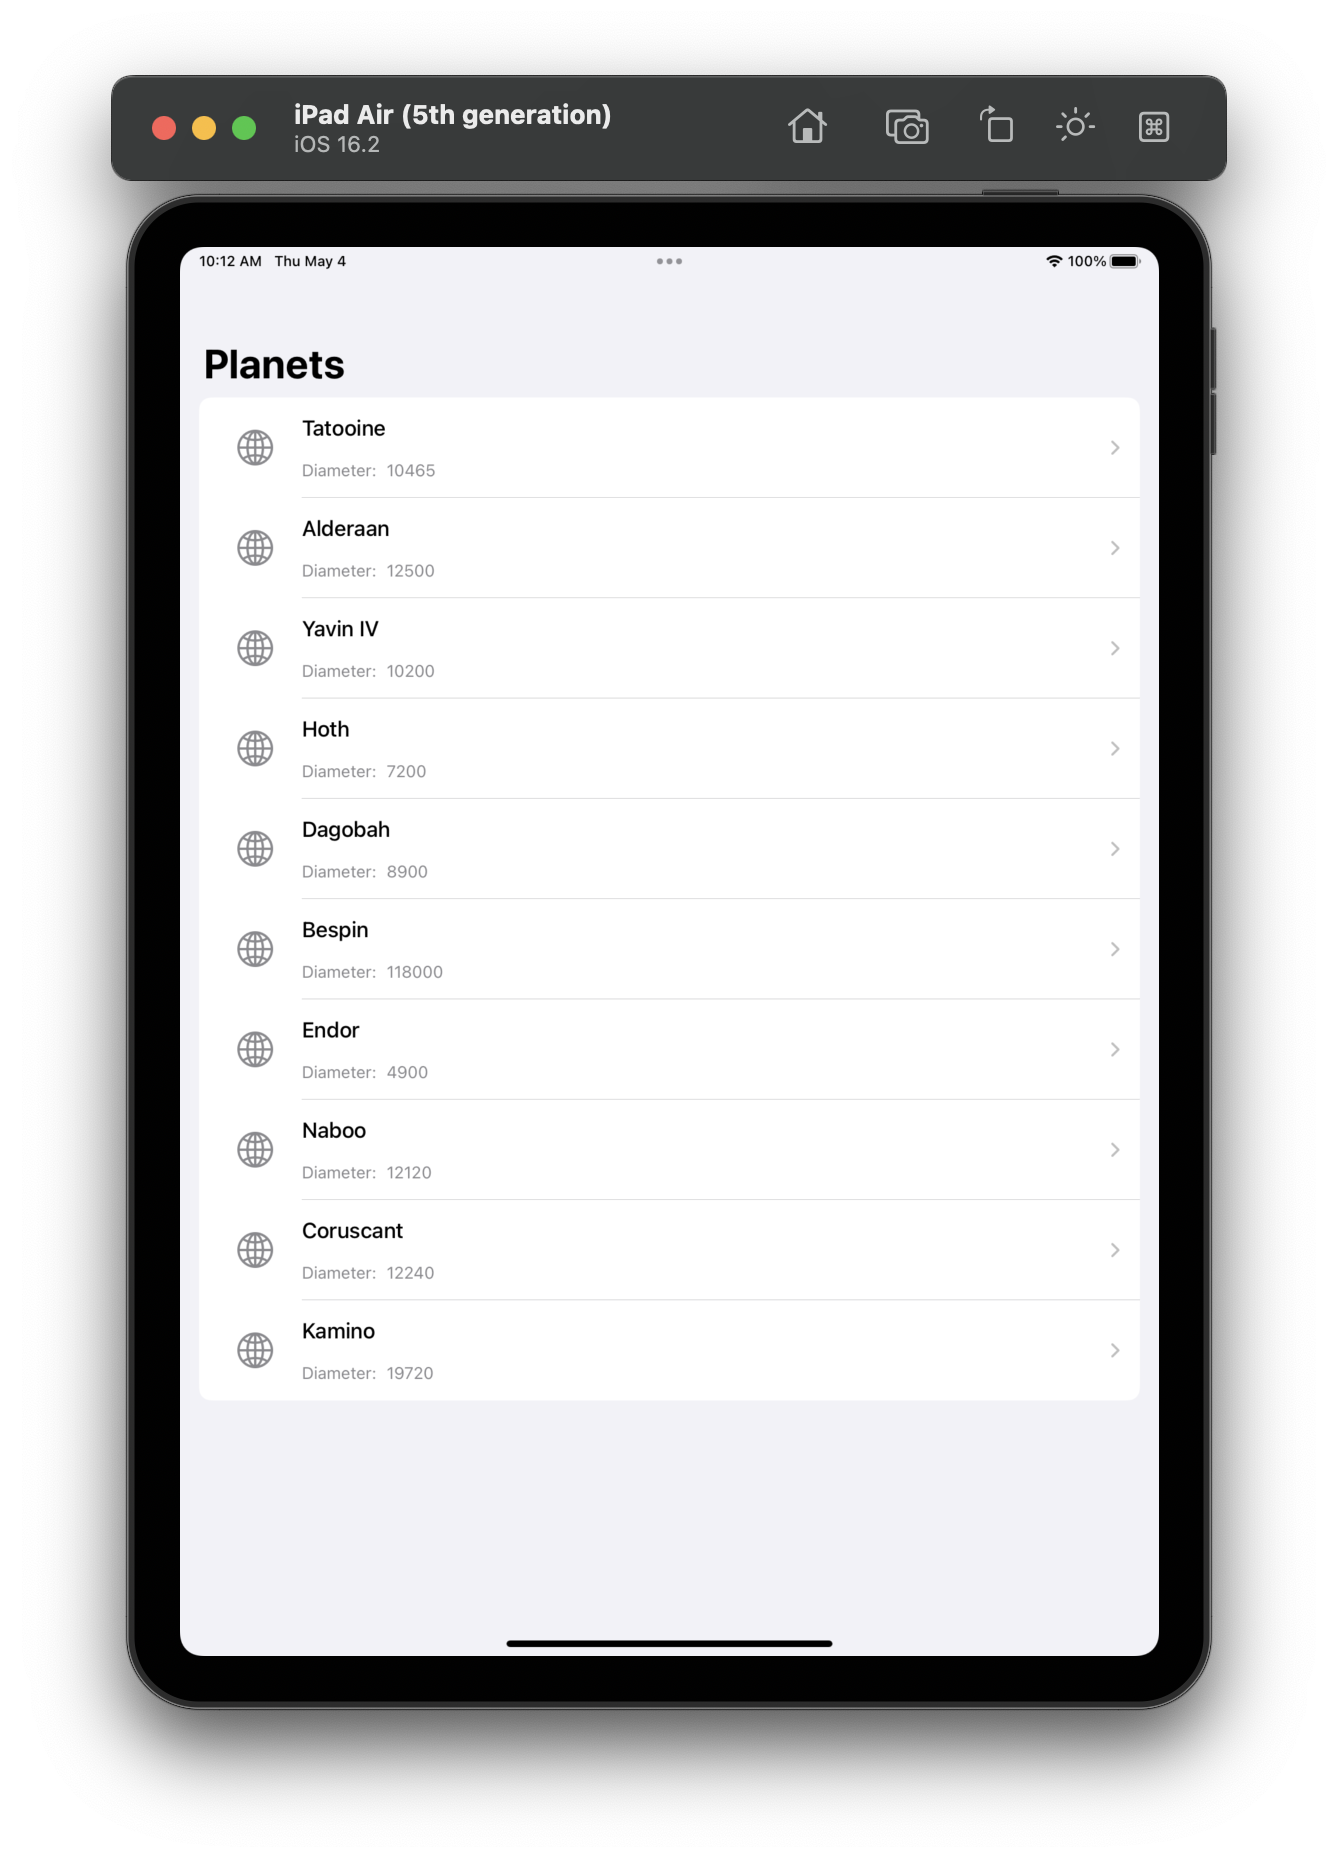 iPad Air (5th generation)
iOS 16.2
10:12 AM Thu May 4
100%
Planets
Tatooine
Diameter: 10465
Alderaan
Diameter: 12500
Yavin IV
Diameter: 10200
Hoth
Diameter: 7200
Dagobah
Diameter: 8900
Bespin
Diameter: 118000
Endor
Diameter: 4900
Naboo
Diameter: 12120
Coruscant
Diameter: 12240
Kamino
Diameter: 19720